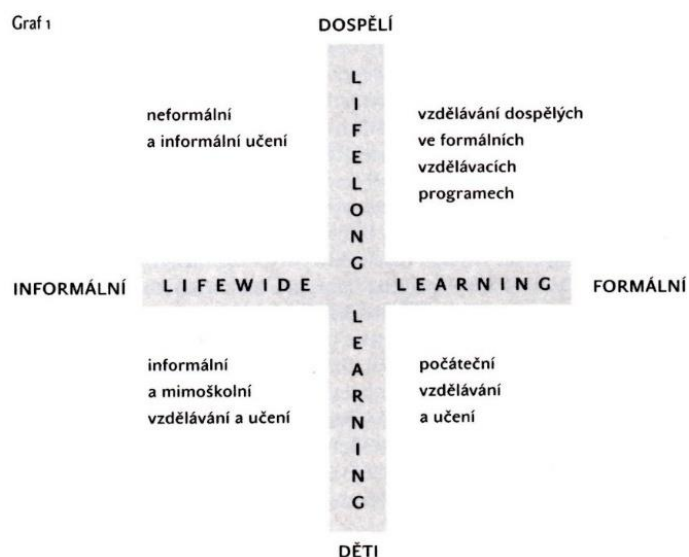 Graf 1
DOSPĚLÍ
neformální
a informální učení
vzdělávání dospělých
ve formálních
vzdělávacích
programech
LIFELONG LEARNING
INFORMÁLNÍ
LIFEWIDE LEARNING
FORMÁLNÍ
informální
a mimoškolní
vzdělávání a učení
počáteční
vzdělávání
a učení
DĚTI